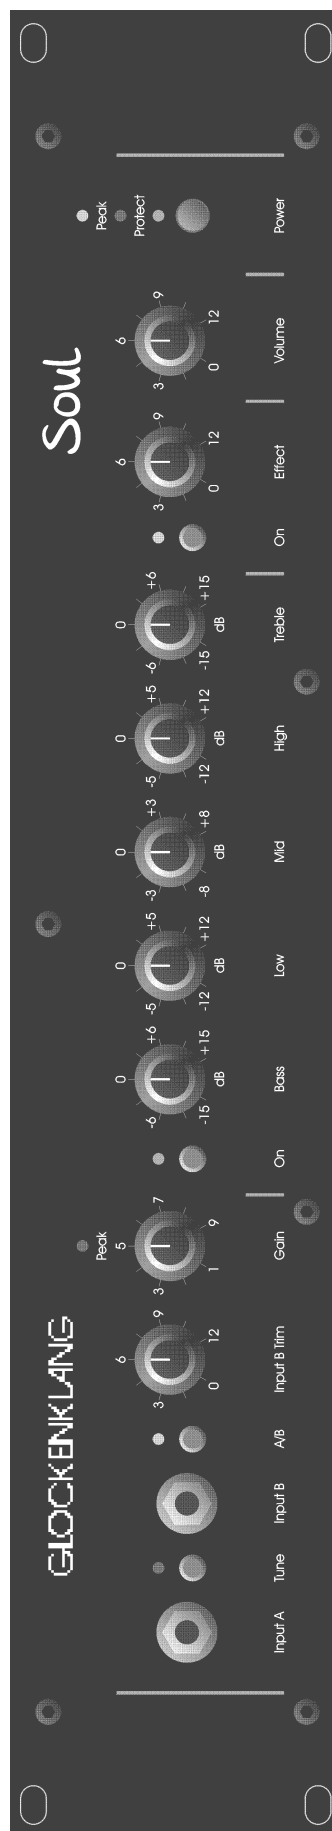 GLOCKENKLANG
Soul
Input A
Tune
Input B
A/B
0 3 6 9 12
Input B Trim
Peak
1 3 5 7 9
Gain
On
-15 -6 0 +6 +15
dB
Bass
-12 -5 0 +5 +12
dB
Low
-8 -3 0 +3 +8
dB
Mid
-12 -5 0 +5 +12
dB
High
-15 -6 0 +6 +15
dB
Treble
On
0 3 6 9 12
Effect
0 3 6 9 12
Volume
Peak
Protect
Power